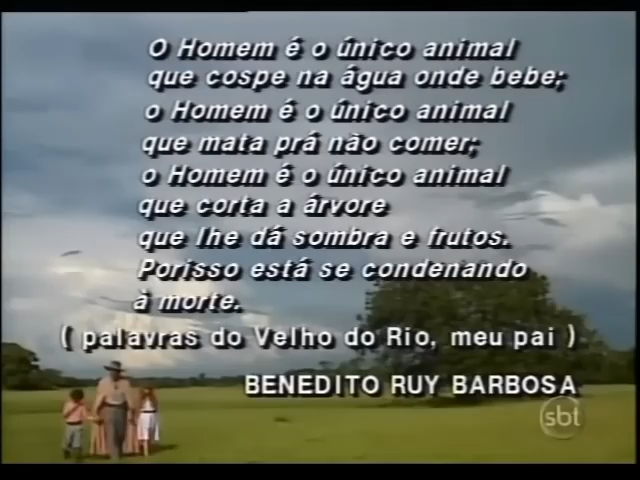 O Homem é o único animal
que cospe na água onde bebe;
o Homem é o único animal
que mata prá não comer;
o Homem é o único animal
que corta a árvore
que lhe dá sombra e frutos.
Porisso está se condenando
à morte.
( palavras do Velho do Rio, meu pai )
BENEDITO RUY BARBOSA
sbt